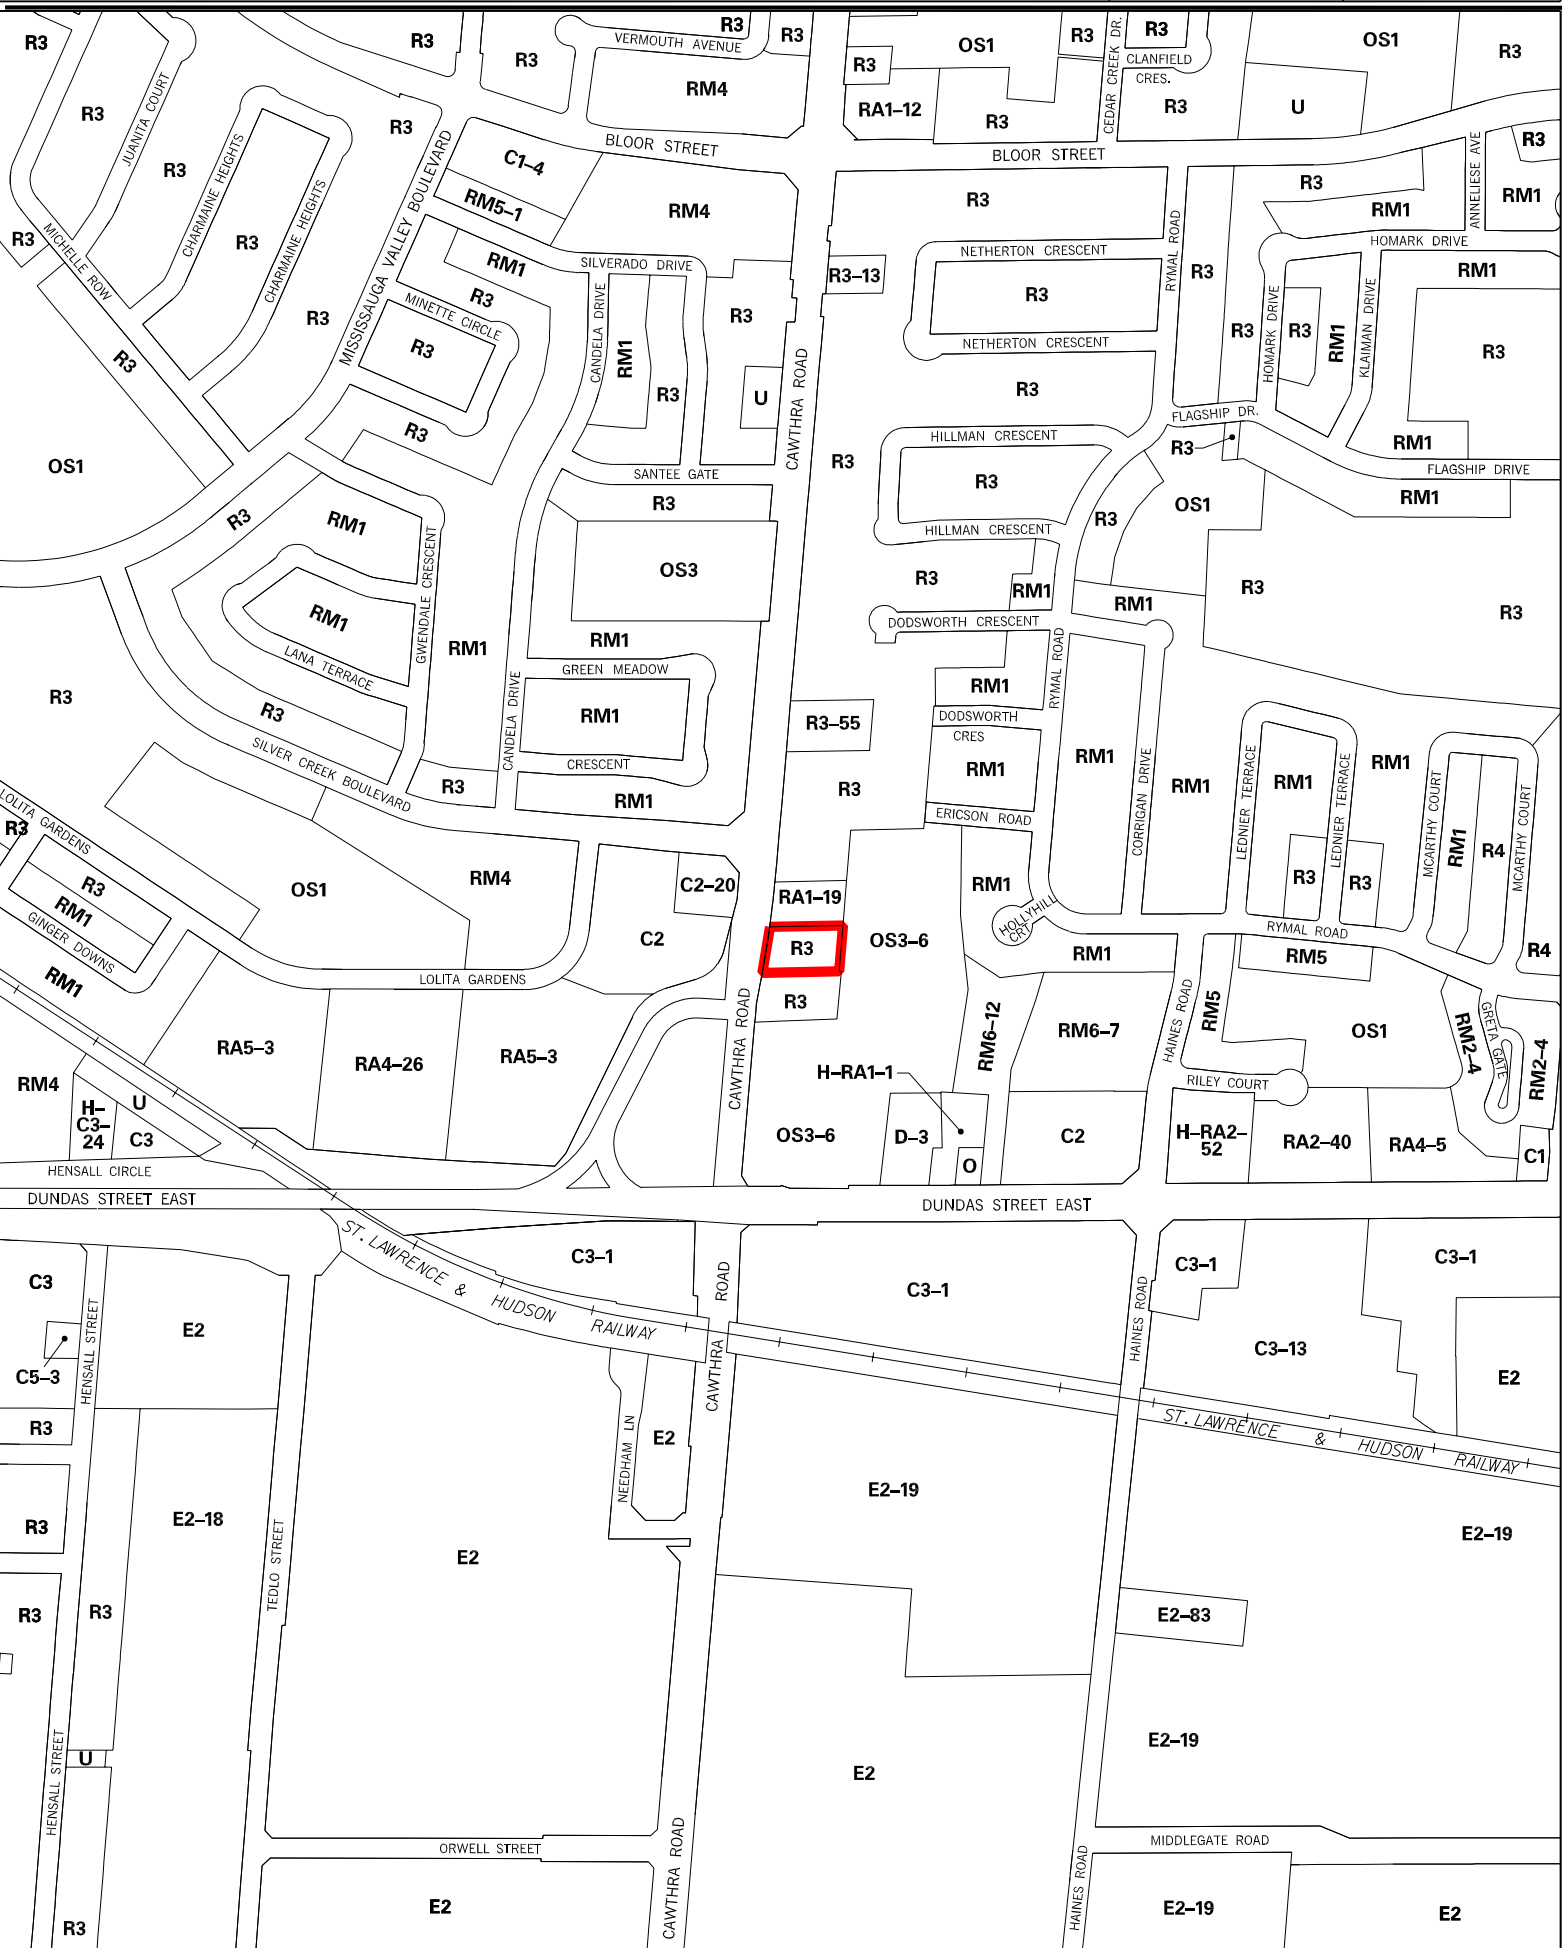 R3
R3
R3
VERMOUTH AVENUE
R3
R3
OS1
R3
CEDAR CREEK DR.
R3
CLANFIELD
CRES.
OS1
R3
R3
RM4
RA1–12
R3
R3
U
R3
JUANITA COURT
R3
CHARMAINE HEIGHTS
R3
CHARMAINE HEIGHTS
R3
MISSISSAUGA VALLEY BOULEVARD
R3
BLOOR STREET
BLOOR STREET
C1–4
RM5–1
RM4
R3
RYMAL ROAD
R3
RM1
ANNELIESE AVE
R3
RM1
R3
MICHELLE ROW
R3
R3
OS1
RM1
R3
MINETTE CIRCLE
R3
R3
SILVERADO DRIVE
CANDELA DRIVE
RM1
R3
R3
U
CAWTHRA ROAD
R3–13
NETHERTON CRESCENT
R3
NETHERTON CRESCENT
R3
HOMARK DRIVE
RM1
R3
R3
HOMARK DRIVE
R3
RM1
KLAIMAN DRIVE
R3
FLAGSHIP DR.
R3
RM1
FLAGSHIP DRIVE
RM1
HILLMAN CRESCENT
R3
R3
HILLMAN CRESCENT
R3
OS1
SANTEE GATE
R3
OS3
R3
RM1
GWENDALE CRESCENT
RM1
LANA TERRACE
RM1
R3
R3
SILVER CREEK BOULEVARD
R3
RM1
GREEN MEADOW
RM1
CRESCENT
RM1
CANDELA DRIVE
R3
RM1
DODSWORTH CRESCENT
RM1
RYMAL ROAD
R3
R3
RM1
DODSWORTH
CRES
RM1
ERICSON ROAD
R3–55
R3
RM1
CORRIGAN DRIVE
RM1
LEDNIER TERRACE
RM1
LEDNIER TERRACE
R3
R3
RM1
MCARTHY COURT
RM1
R4
MCARTHY COURT
R4
LOLITA GARDENS
R3
R3
RM1
GINGER DOWNS
RM1
OS1
RM4
LOLITA GARDENS
C2
C2–20
RA1–19
R3
R3
OS3–6
RM1
HOLLYHILL
CRT
RM1
RYMAL ROAD
RM5
RM5
HAINES ROAD
OS1
RM2–4
GRETA GATE
RM2–4
RA5–3
RA4–26
RA5–3
CAWTHRA ROAD
RM6–12
RM6–7
H–RA1–1
RILEY COURT
RM4
H–
C3–
24
U
C3
OS3–6
D–3
O
C2
H–RA2–
52
RA2–40
RA4–5
C1
HENSALL CIRCLE
DUNDAS STREET EAST
DUNDAS STREET EAST
ST. LAWRENCE & HUDSON RAILWAY
C3–1
CAWTHRA ROAD
C3–1
HAINES ROAD
C3–1
C3–1
C3–13
E2
ST. LAWRENCE & HUDSON RAILWAY
C3
C5–3
HENSALL STREET
E2
R3
R3
R3
R3
E2–18
TEDLO STREET
E2
NEEDHAM LN
E2
E2–19
E2–19
E2–83
E2–19
E2
U
HENSALL STREET
R3
ORWELL STREET
E2
CAWTHRA ROAD
HAINES ROAD
MIDDLEGATE ROAD
E2–19
E2